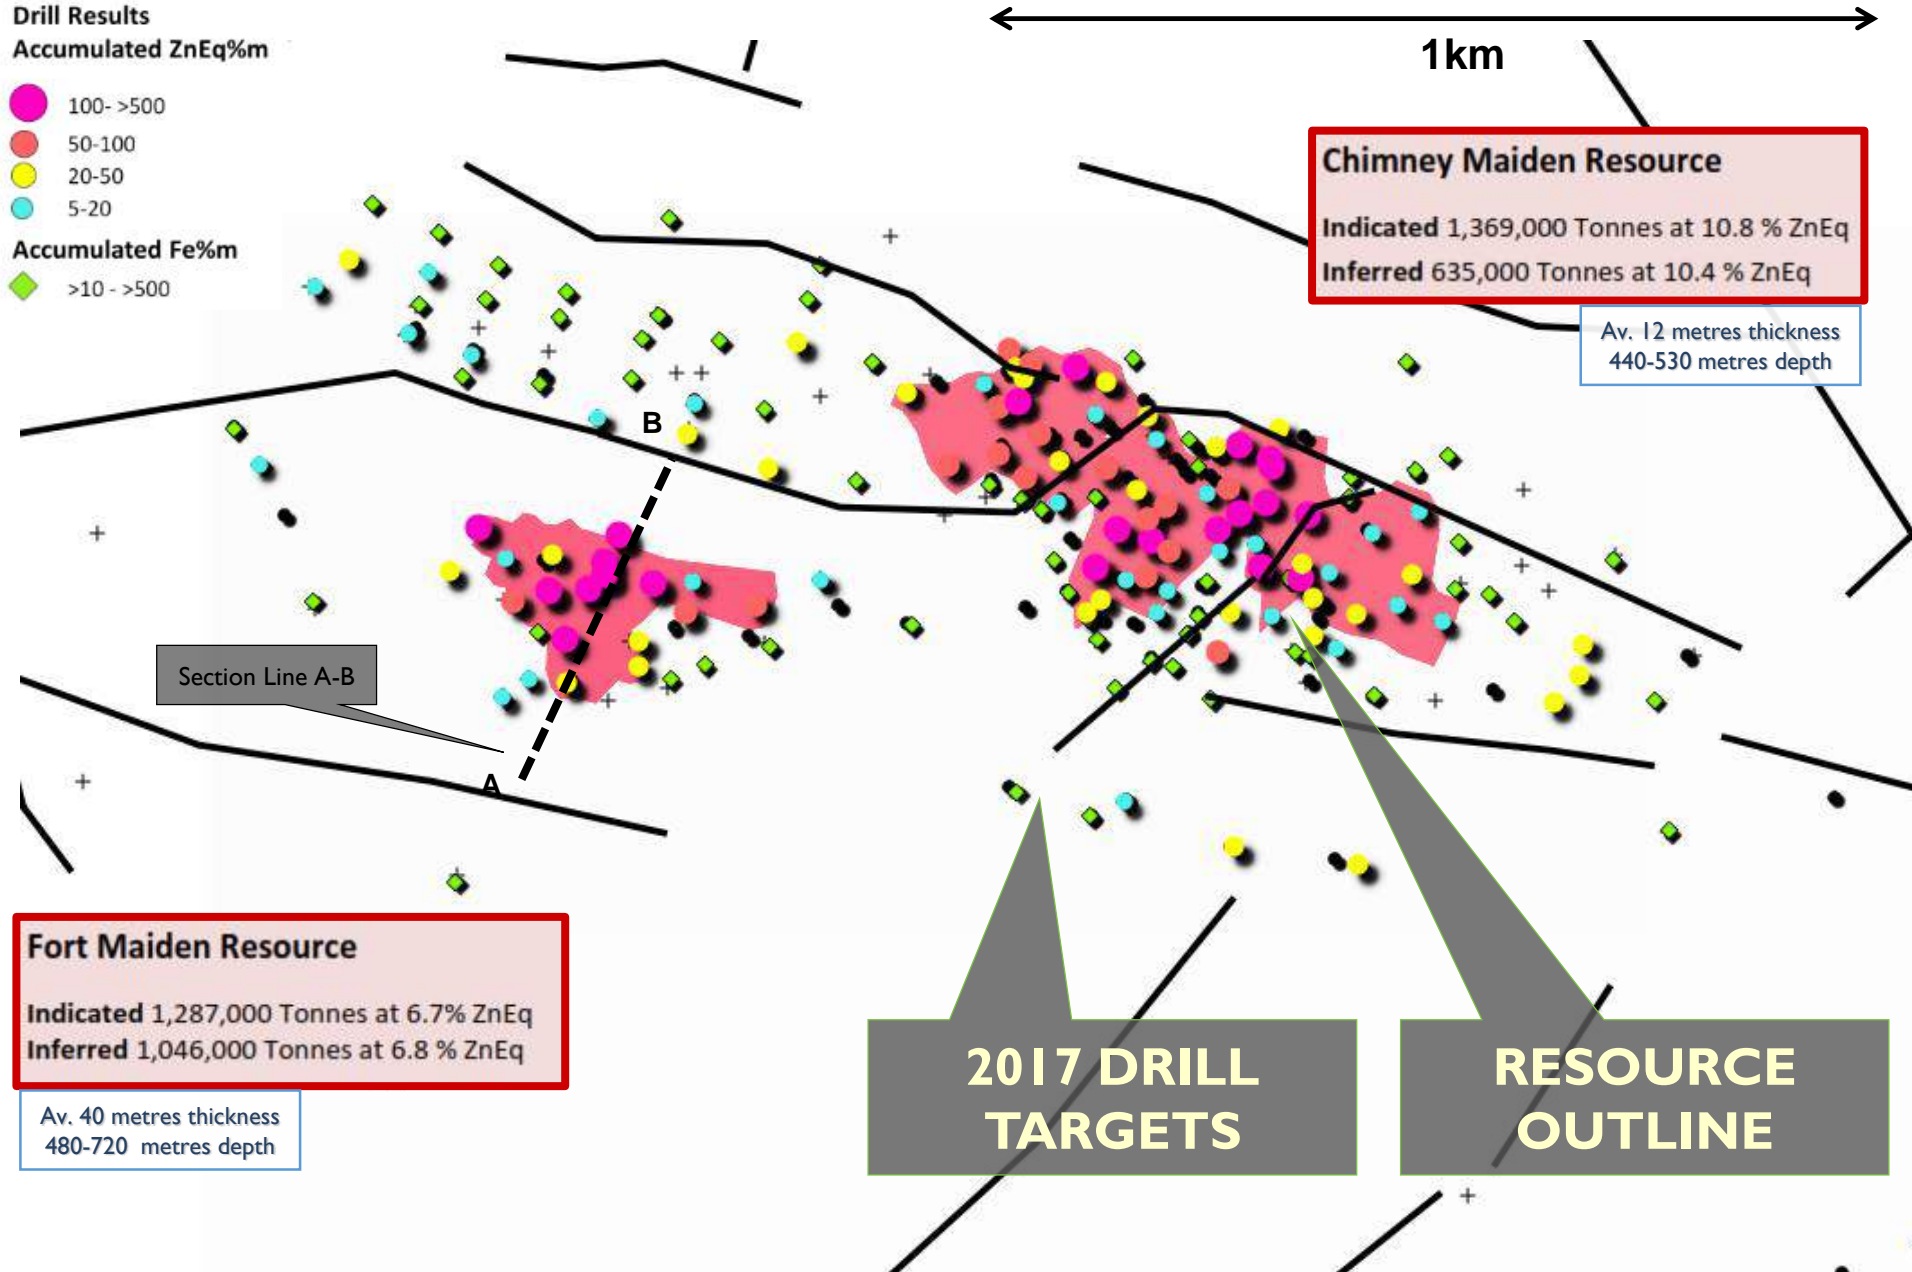 Drill Results
Accumulated ZnEq%m
100- >500
50-100
20-50
5-20
Accumulated Fe%m
>10 - >500
1km
Chimney Maiden Resource
Indicated 1,369,000 Tonnes at 10.8 % ZnEq
Inferred 635,000 Tonnes at 10.4 % ZnEq
Av. 12 metres thickness
440-530 metres depth
B
Section Line A-B
A
Fort Maiden Resource
Indicated 1,287,000 Tonnes at 6.7% ZnEq
Inferred 1,046,000 Tonnes at 6.8 % ZnEq
Av. 40 metres thickness
480-720 metres depth
2017 DRILL
TARGETS
RESOURCE
OUTLINE